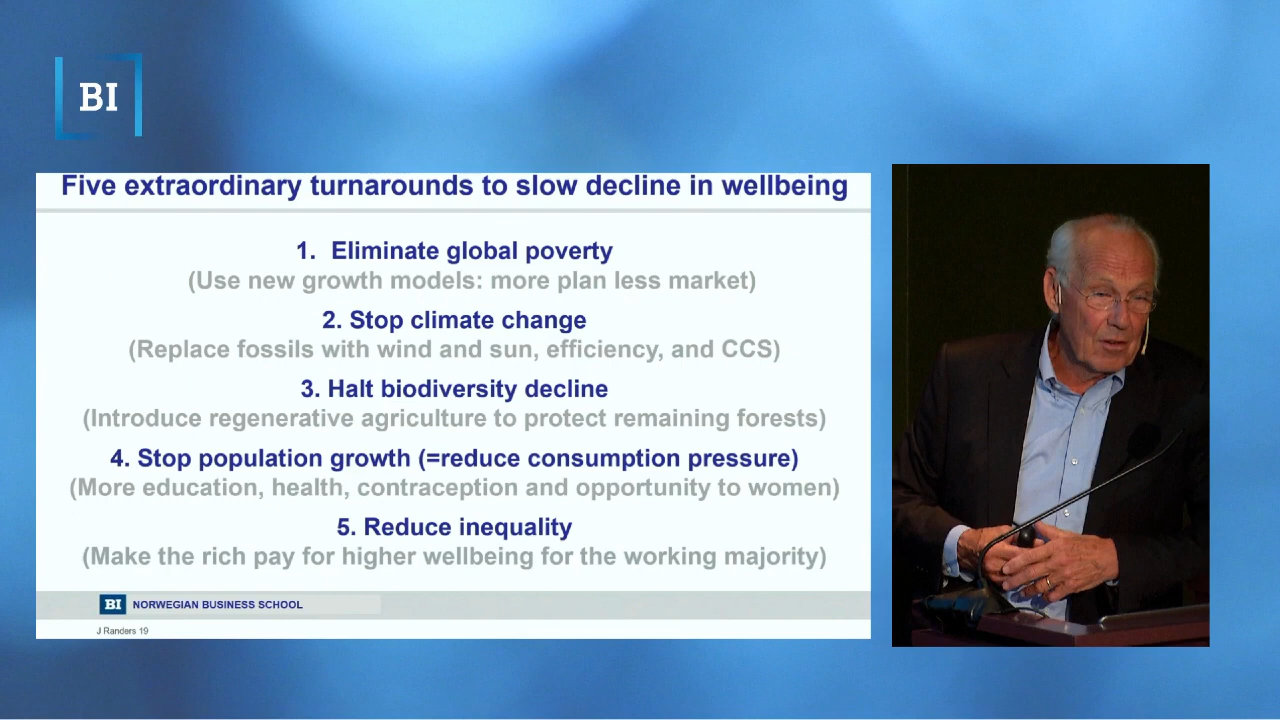 BI
Five extraordinary turnarounds to slow decline in wellbeing
1. Eliminate global poverty
(Use new growth models: more plan less market)
2. Stop climate change
(Replace fossils with wind and sun, efficiency, and CCS)
3. Halt biodiversity decline
(Introduce regenerative agriculture to protect remaining forests)
4. Stop population growth (=reduce consumption pressure)
(More education, health, contraception and opportunity to women)
5. Reduce inequality
(Make the rich pay for higher wellbeing for the working majority)
BI NORWEGIAN BUSINESS SCHOOL
J Randers 19